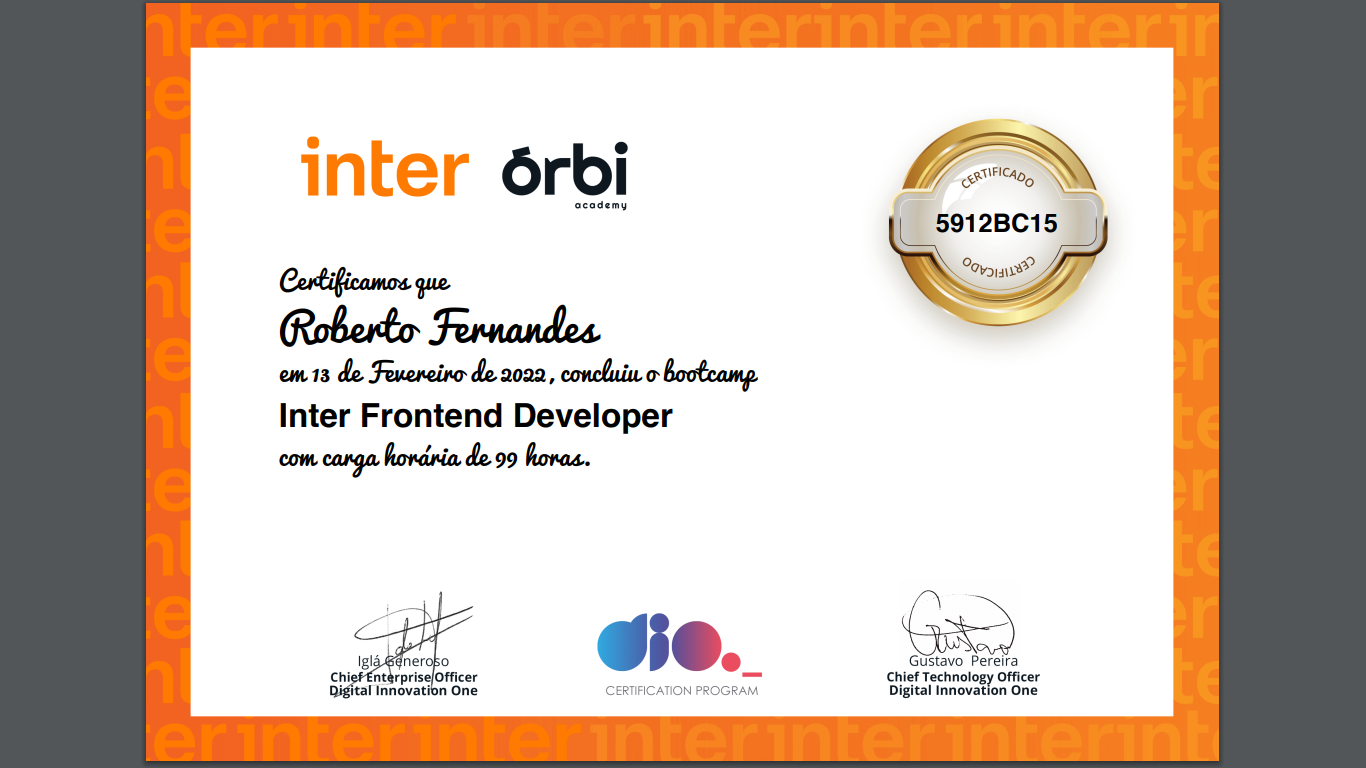 inter órbi
academy
CERTIFICADO
5912BC15
CERTIFICADO
Certificamos que
Roberto Fernandes
em 13 de Fevereiro de 2022, concluiu o bootcamp
Inter Frontend Developer
com carga horária de 99 horas.
Iglá Generoso
Chief Enterprise Officer
Digital Innovation One
dio._
CERTIFICATION PROGRAM
Gustavo
Gustavo Pereira
Chief Technology Officer
Digital Innovation One